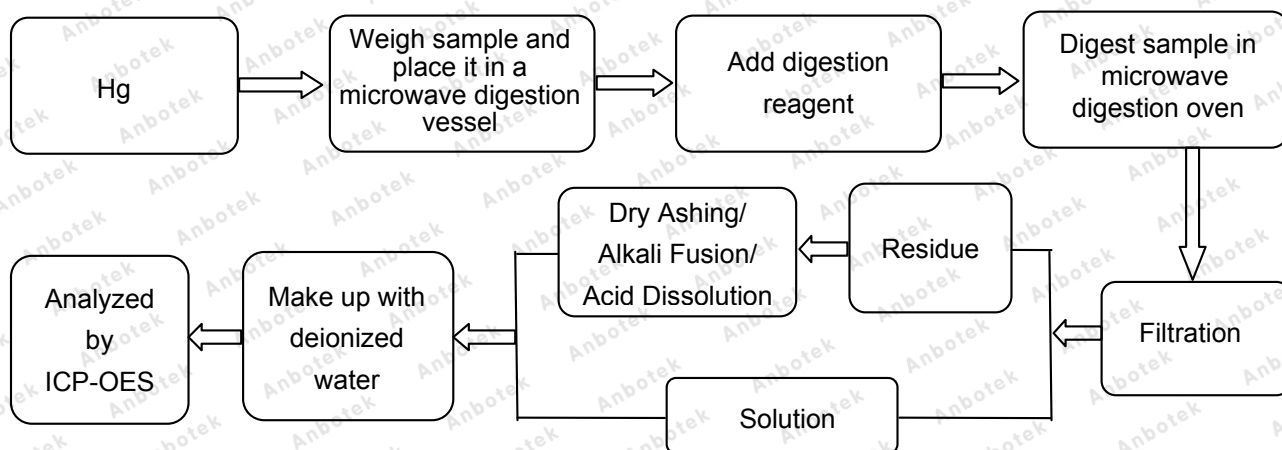 Hg
Weigh sample and
place it in a
microwave digestion
vessel
Add digestion
reagent
Digest sample in
microwave
digestion oven
Filtration
Residue
Dry Ashing/
Alkali Fusion/
Acid Dissolution
Solution
Make up with
deionized
water
Analyzed
by
ICP-OES
Anbotek